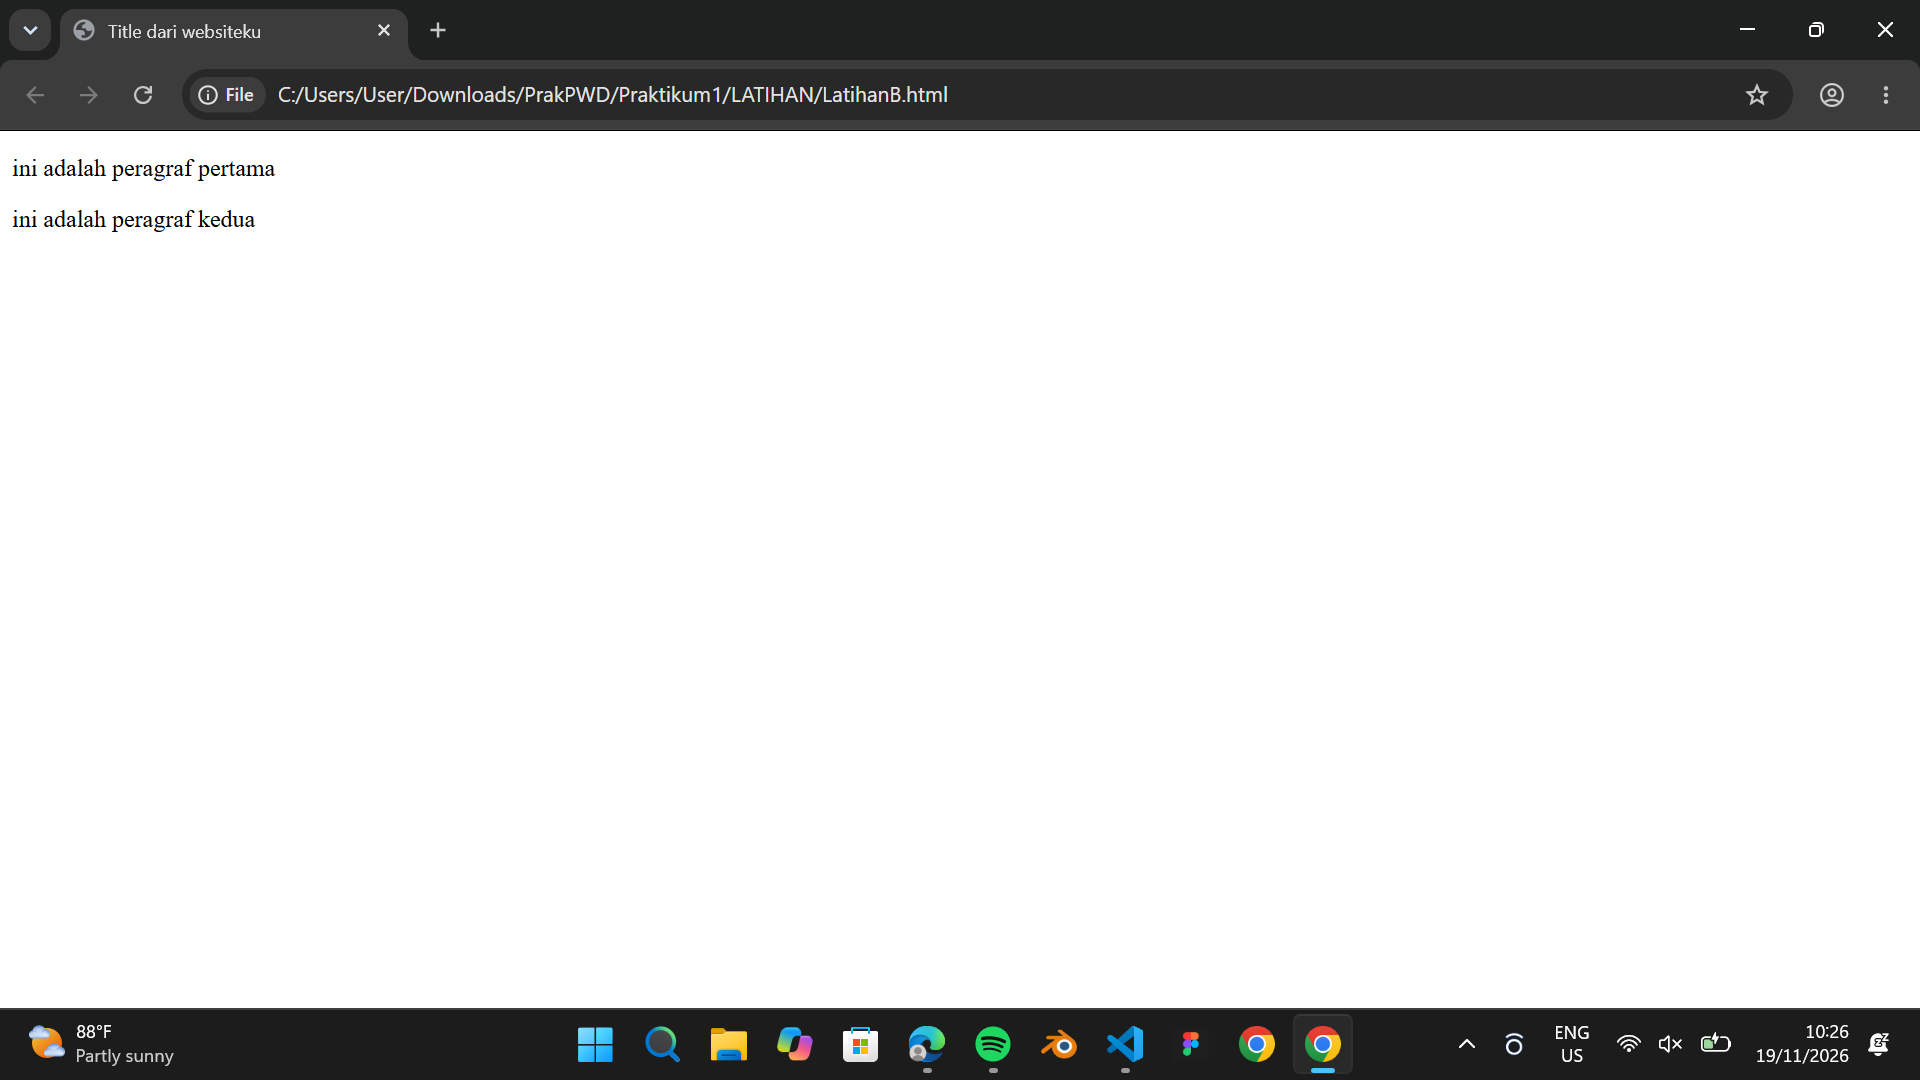 Title dari websiteku
File
C:/Users/User/Downloads/PrakPWD/Praktikum1/LATIHAN/LatihanB.html
ini adalah peragraf pertama
ini adalah peragraf kedua
88°F
Partly sunny
ENG
US
10:26
19/11/2026